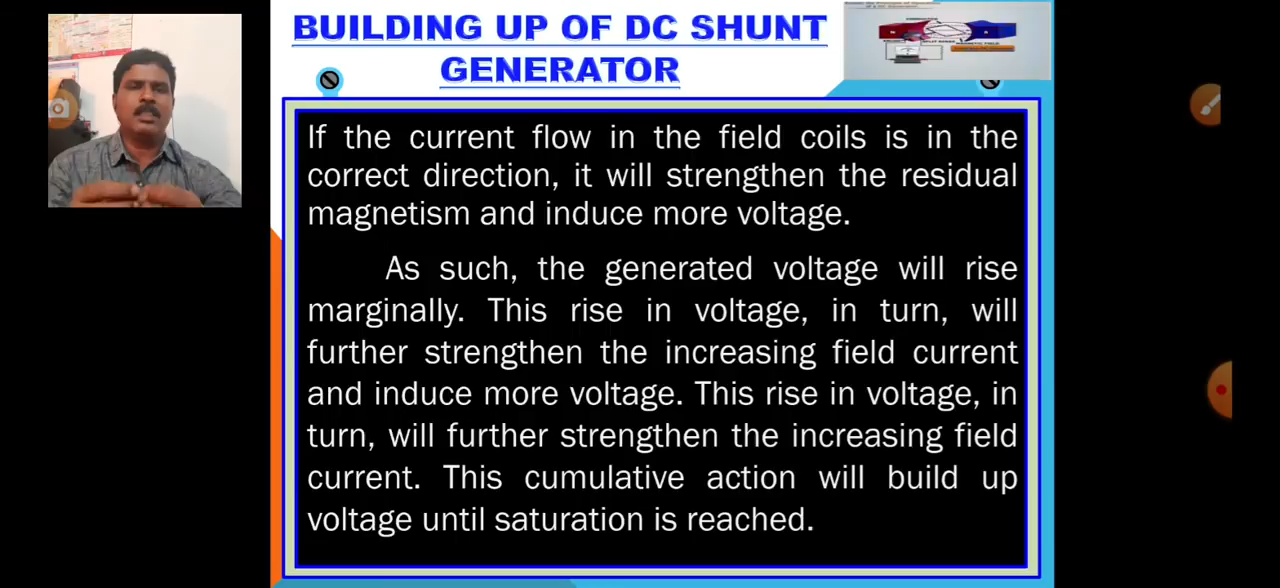 BUILDING UP OF DC SHUNT
GENERATOR
If the current flow in the field coils is in the
correct direction, it will strengthen the residual
magnetism and induce more voltage.
As such, the generated voltage will rise
marginally. This rise in voltage, in turn, will
further strengthen the increasing field current
and induce more voltage. This rise in voltage, in
turn, will further strengthen the increasing field
current. This cumulative action will build up
voltage until saturation is reached.